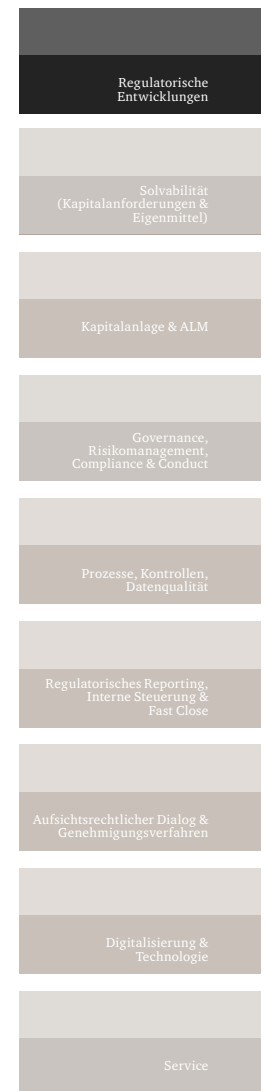 Regulatorische
Entwicklungen
Solvabilität
(Kapitalanforderungen &
Eigenmittel)
Kapitalanlage & ALM
Governance,
Risikomanagement,
Compliance & Conduct
Prozesse, Kontrollen,
Datenqualität
Regulatorisches Reporting,
Interne Steuerung &
Fast Close
Aufsichtsrechtlicher Dialog &
Genehmigungsverfahren
Digitalisierung &
Technologie
Service